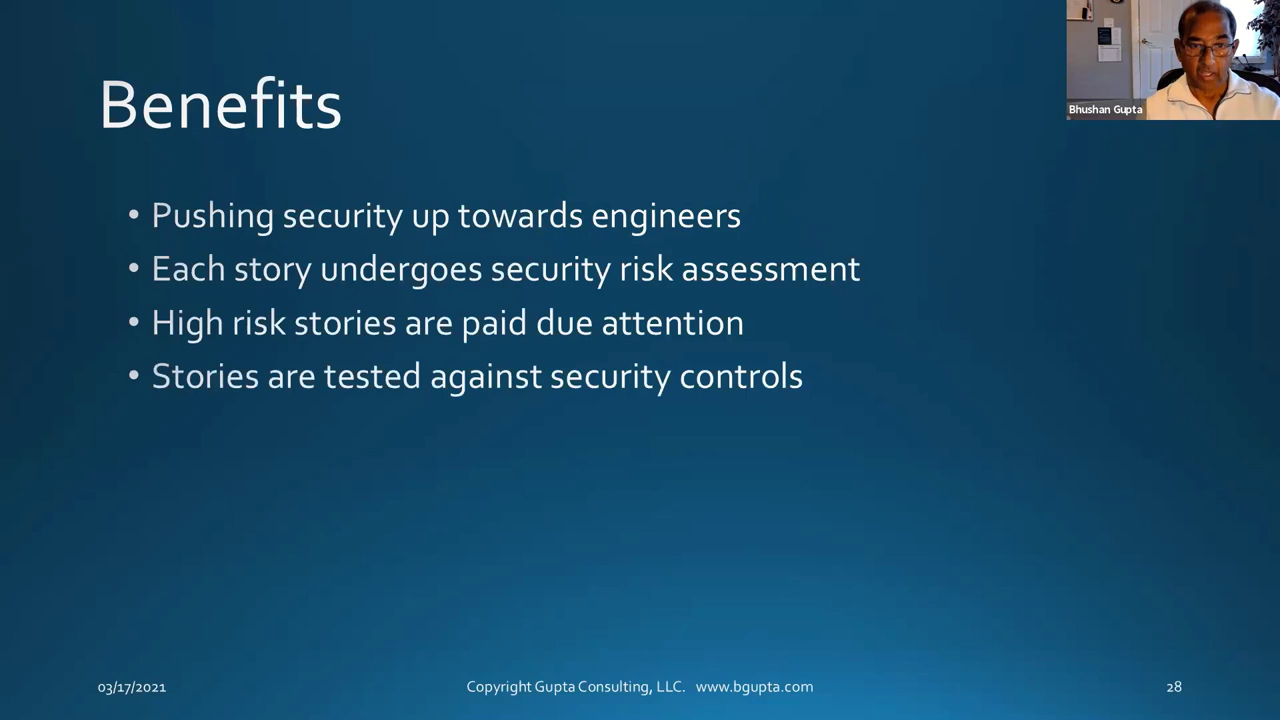 Benefits
Bhushan Gupta
• Pushing security up towards engineers
• Each story undergoes security risk assessment
• High risk stories are paid due attention
• Stories are tested against security controls
03/17/2021
Copyright Gupta Consulting, LLC. www.bgupta.com
28